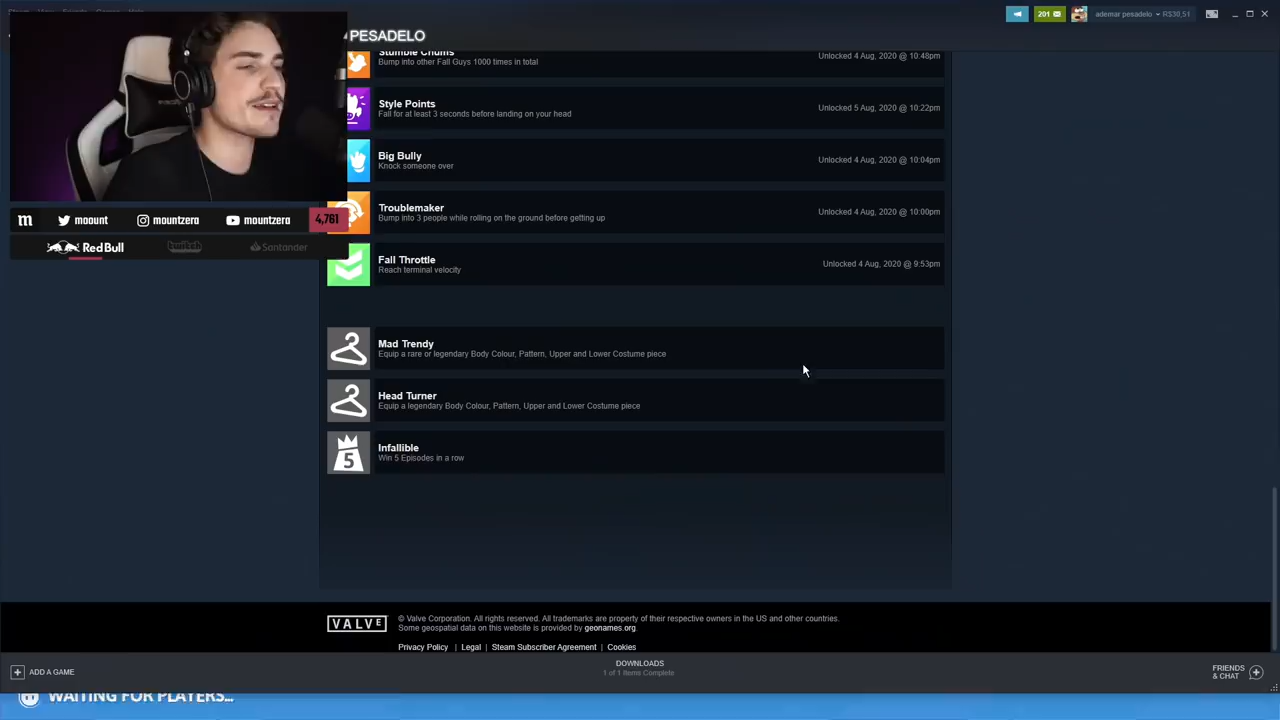 201
ademar pesadelo
R$30,51
PESADELO
Stumble Chums
Bump into other Fall Guys 1000 times in total
Unlocked 4 Aug, 2020 @ 10:48pm
Style Points
Fall for at least 3 seconds before landing on your head
Unlocked 5 Aug, 2020 @ 10:22pm
Big Bully
Knock someone over
Unlocked 4 Aug, 2020 @ 10:04pm
m moount mountzera mountzera 4,761
Troublemaker
Bump into 3 people while rolling on the ground before getting up
Unlocked 4 Aug, 2020 @ 10:00pm
Red Bull twitch Santander
Fall Throttle
Reach terminal velocity
Unlocked 4 Aug, 2020 @ 9:53pm
Mad Trendy
Equip a rare or legendary Body Colour, Pattern, Upper and Lower Costume piece
Head Turner
Equip a legendary Body Colour, Pattern, Upper and Lower Costume piece
5
Infallible
Win 5 Episodes in a row
VALVE
© Valve Corporation. All rights reserved. All trademarks are property of their respective owners in the US and other countries.
Some geospatial data on this website is provided by geonames.org.
Privacy Policy | Legal | Steam Subscriber Agreement | Cookies
ADD A GAME
DOWNLOADS
1 of 1 Items Complete
FRIENDS
& CHAT
WAITING FOR PLAYERS...